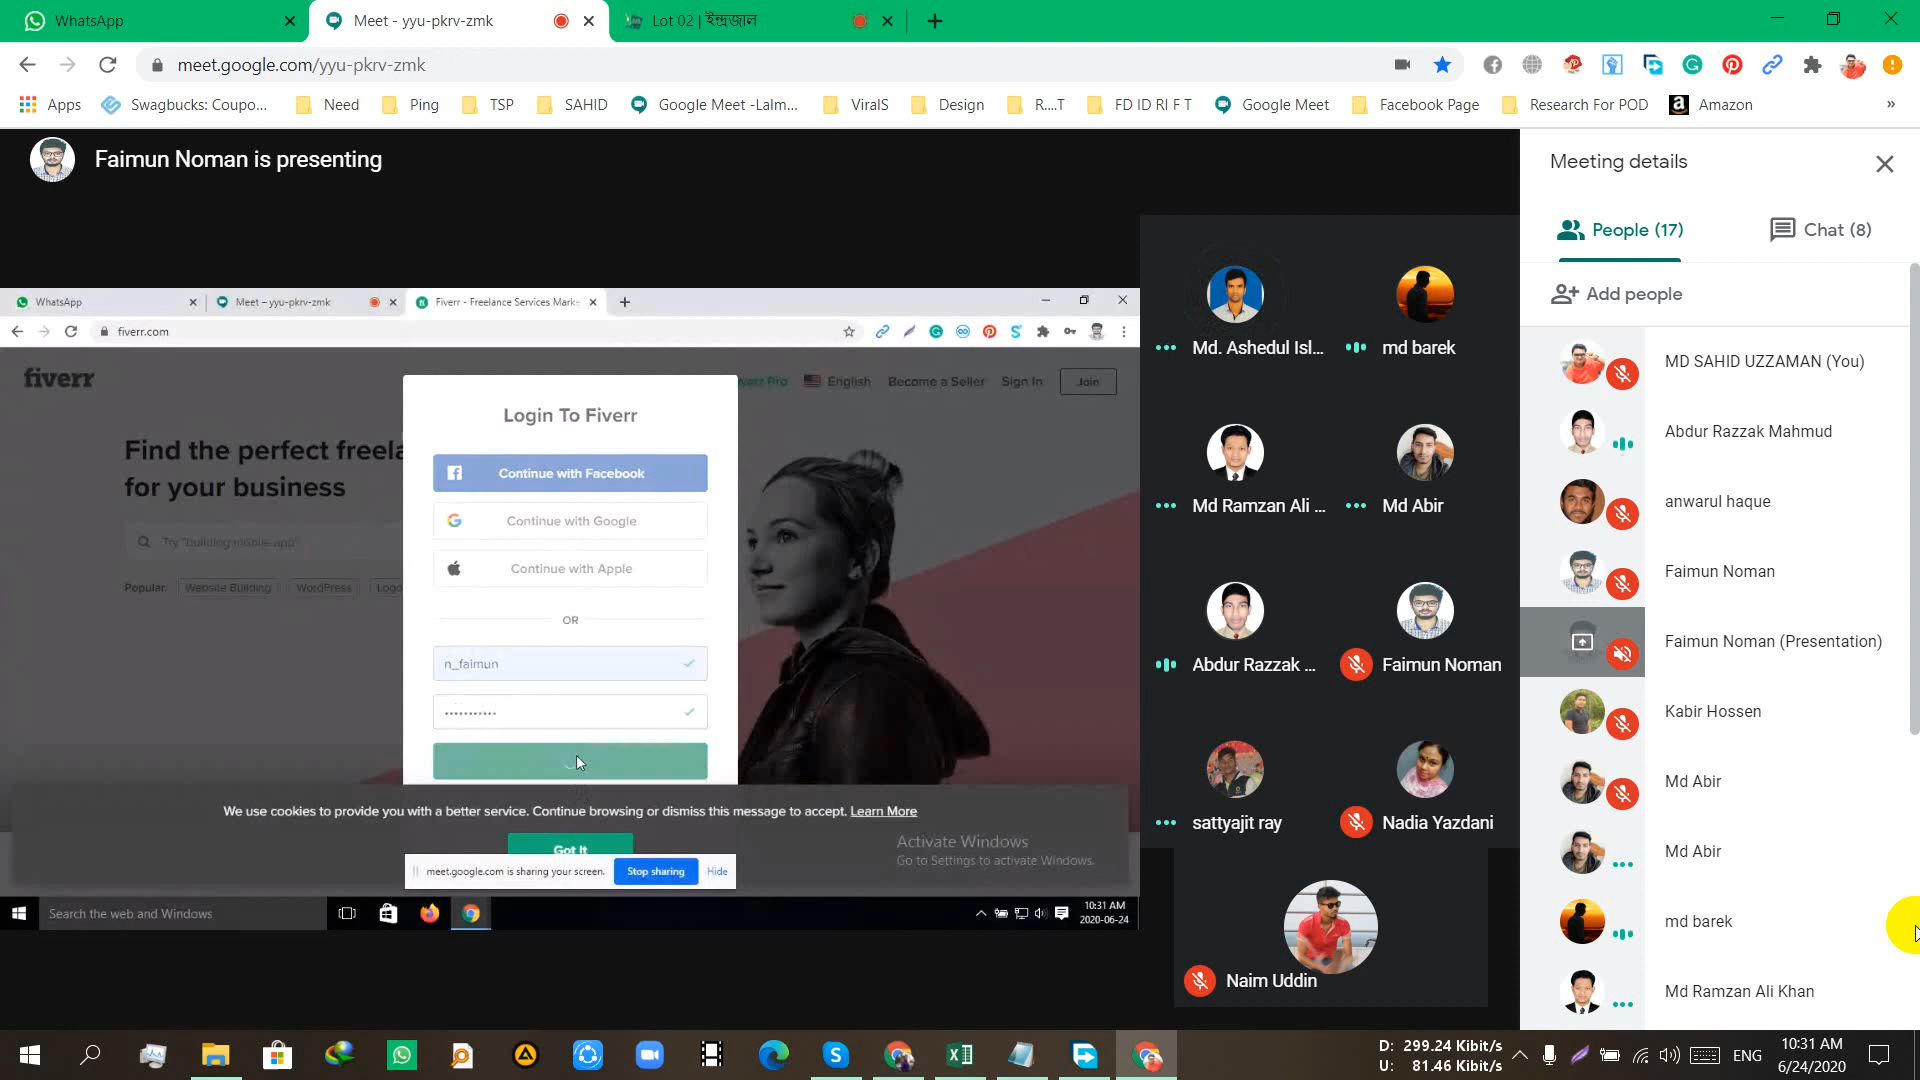 WhatsApp
Meet - yyu-pkrv-zmk
Lot 02 | ইন্দ্রজাল
meet.google.com/yyu-pkrv-zmk
Apps
Swagbucks: Coupo...
Need
Ping
TSP
SAHID
Google Meet -Lalm...
ViralS
Design
R....T
FD ID RI F T
Google Meet
Facebook Page
Research For POD
Amazon
»
Faimun Noman is presenting
WhatsApp
Meet – yyu-pkrv-zmk
Fiverr - Freelance Services Marke
fiverr.com
fiverr
English
Become a Seller
Sign In
Join
Find the perfect freela
for your business
Try "building mobile app"
Popular:
Website Building
WordPress
Logo
Login To Fiverr
Continue with Facebook
Continue with Google
Continue with Apple
OR
n_faimun
We use cookies to provide you with a better service. Continue browsing or dismiss this message to accept. Learn More
Got It
Activate Windows
Go to Settings to activate Windows.
meet.google.com is sharing your screen.
Stop sharing
Hide
Search the web and Windows
10:31 AM
2020-06-24
Md. Ashedul Isl...
md barek
Md Ramzan Ali ...
Md Abir
Abdur Razzak ...
Faimun Noman
sattyajit ray
Nadia Yazdani
Naim Uddin
Meeting details
People (17)
Chat (8)
Add people
MD SAHID UZZAMAN (You)
Abdur Razzak Mahmud
anwarul haque
Faimun Noman
Faimun Noman (Presentation)
Kabir Hossen
Md Abir
Md Abir
md barek
Md Ramzan Ali Khan
D: 299.24 Kibit/s
U: 81.46 Kibit/s
ENG
10:31 AM
6/24/2020